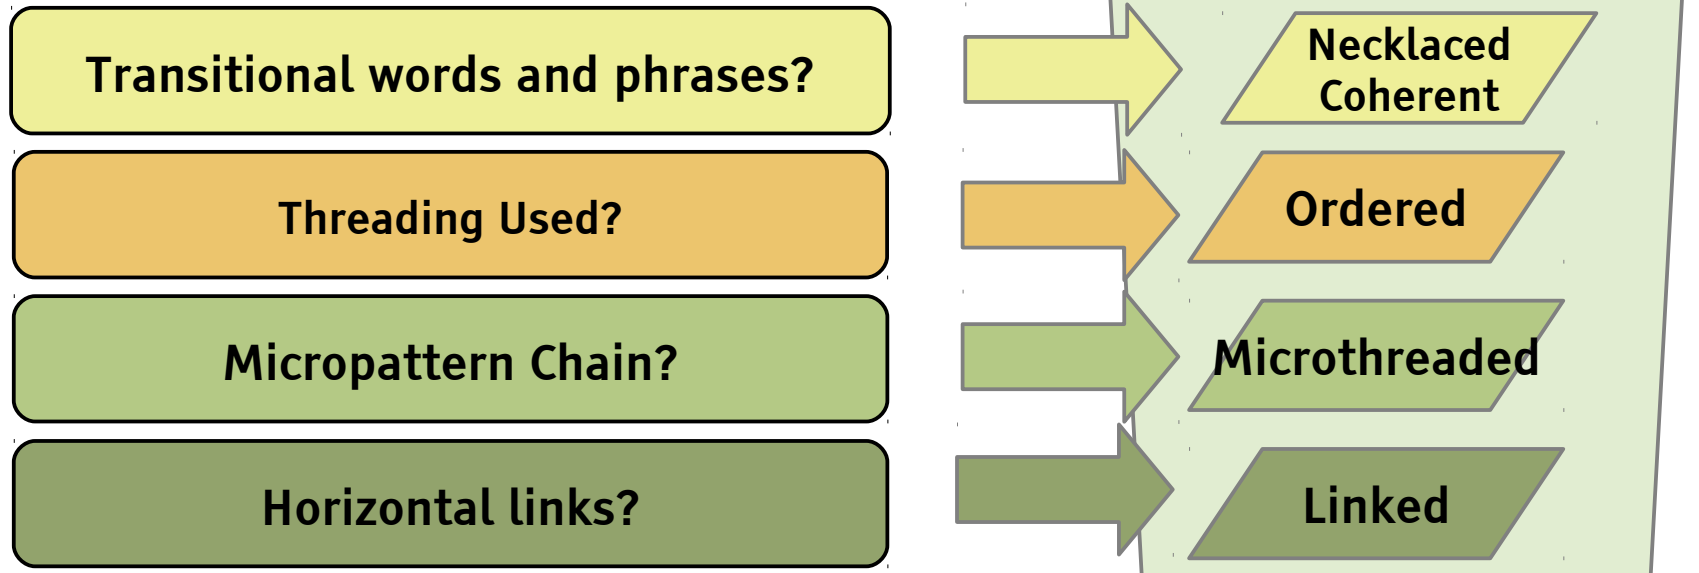 Transitional words and phrases?
Necklaced
Coherent
Threading Used?
Ordered
Micropattern Chain?
Microthreaded
Horizontal links?
Linked